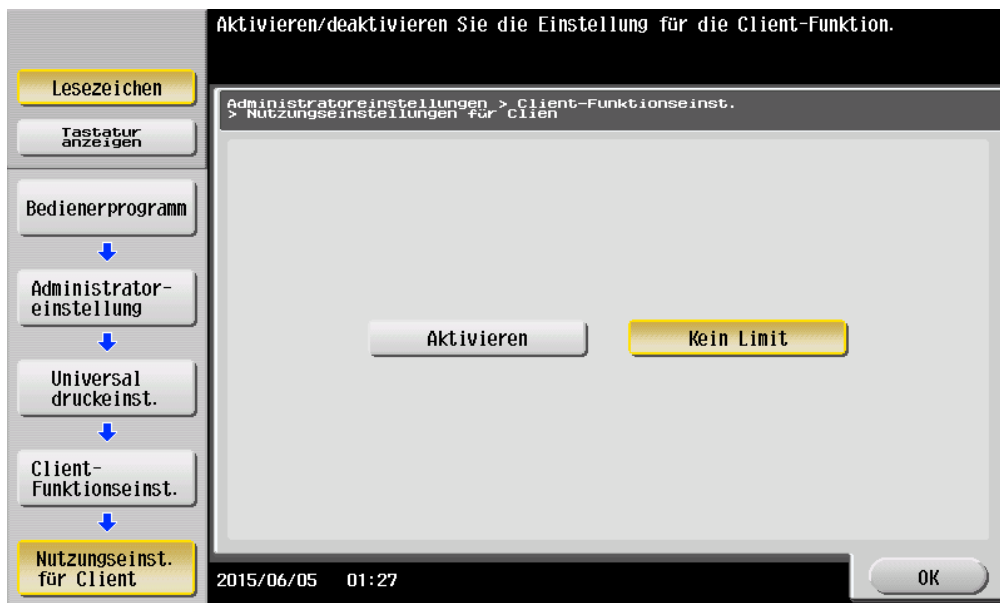 Aktivieren/deaktivieren Sie die Einstellung für die Client-Funktion.
Lesezeichen
Tastatur
anzeigen
Administratoreinstellungen > Client-Funktionseinst.
> Nutzungseinstellungen für Clien
Bedienerprogramm
Administrator-
einstellung
Universal
druckeinst.
Client-
Funktionseinst.
Nutzungseinst.
für Client
Aktivieren
Kein Limit
2015/06/05 01:27
OK